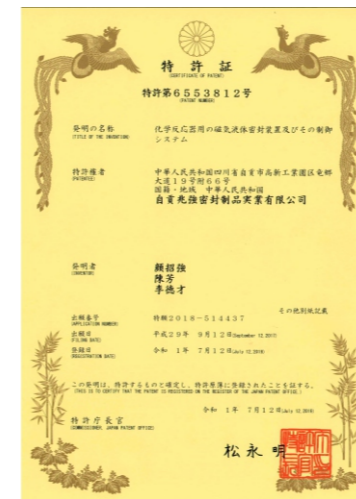 特許証
(CERTIFICATE OF PATENT)
特許第6553812号
(PATENT NUMBER)
発明の名称 化学反応器用の磁気液体密封装置及びその制御
(TITLE OF THE INVENTION) システム
特許権者 中華人民共和国四川省自貢市高新工業園区竜郷
(PATENTEE) 大道19号附66号
国籍・地域 中華人民共和国
自貢兆強密封制品実業有限公司
発明者 顔招強
(INVENTOR) 陳芳
李徳才
その他別紙記載
出願番号 特願2018-514437
(APPLICATION NUMBER)
出願日 平成29年 9月12日(September 12,2017)
(FILING DATE)
登録日 令和 1年 7月12日(July 12,2019)
(REGISTRATION DATE)
この発明は、特許するものと確定し、特許原簿に登録されたことを証する。
(THIS IS TO CERTIFY THAT THE PATENT IS REGISTERED ON THE REGISTER OF THE JAPAN PATENT OFFICE.)
令和 1年 7月12日(July 12,2019)
特許庁長官
(COMMISSIONER, JAPAN PATENT OFFICE)
松永 明